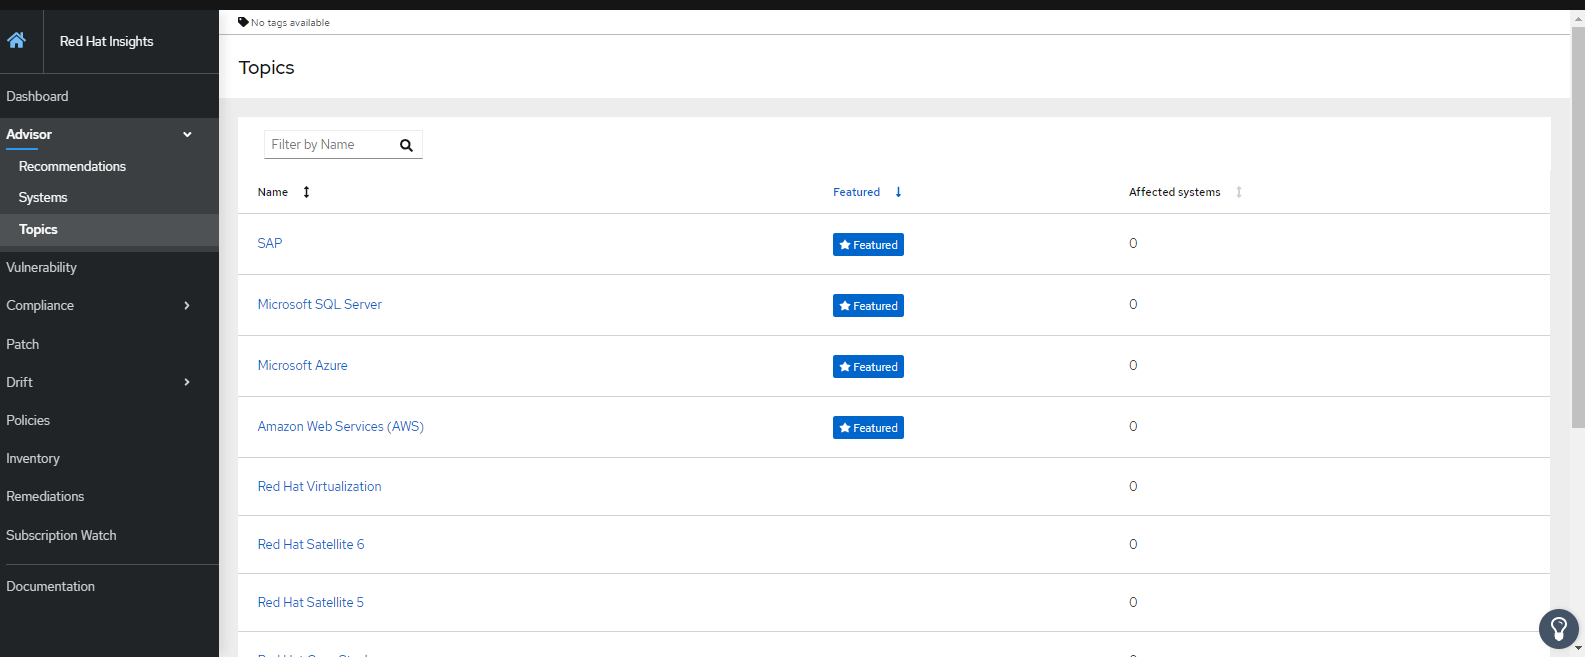 No tags available
Red Hat Insights
Topics
Dashboard
Advisor
Recommendations
Systems
Topics
Vulnerability
Compliance
Patch
Drift
Policies
Inventory
Remediations
Subscription Watch
Documentation
Filter by Name
Name Featured Affected systems
SAP Featured 0
Microsoft SQL Server Featured 0
Microsoft Azure Featured 0
Amazon Web Services (AWS) Featured 0
Red Hat Virtualization 0
Red Hat Satellite 6 0
Red Hat Satellite 5 0